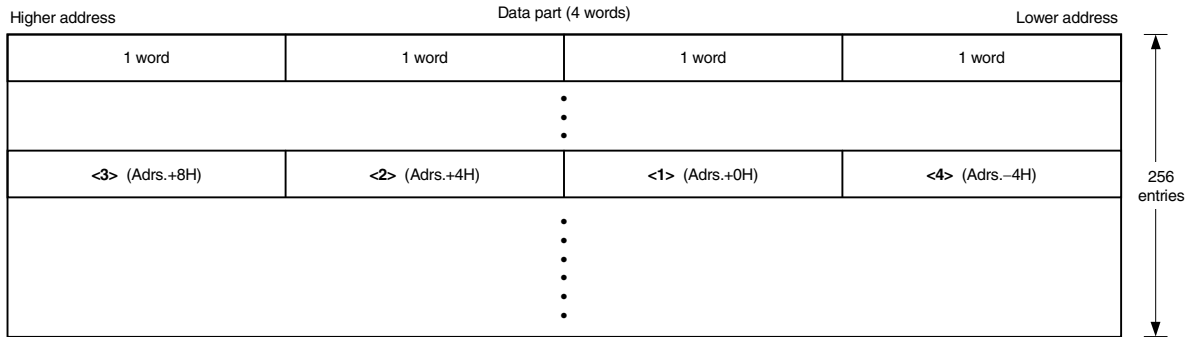 Higher address Data part (4 words) Lower address
1 word 1 word 1 word 1 word
<3> (Adrs.+8H) <2> (Adrs.+4H) <1> (Adrs.+0H) <4> (Adrs.−4H)
256
entries